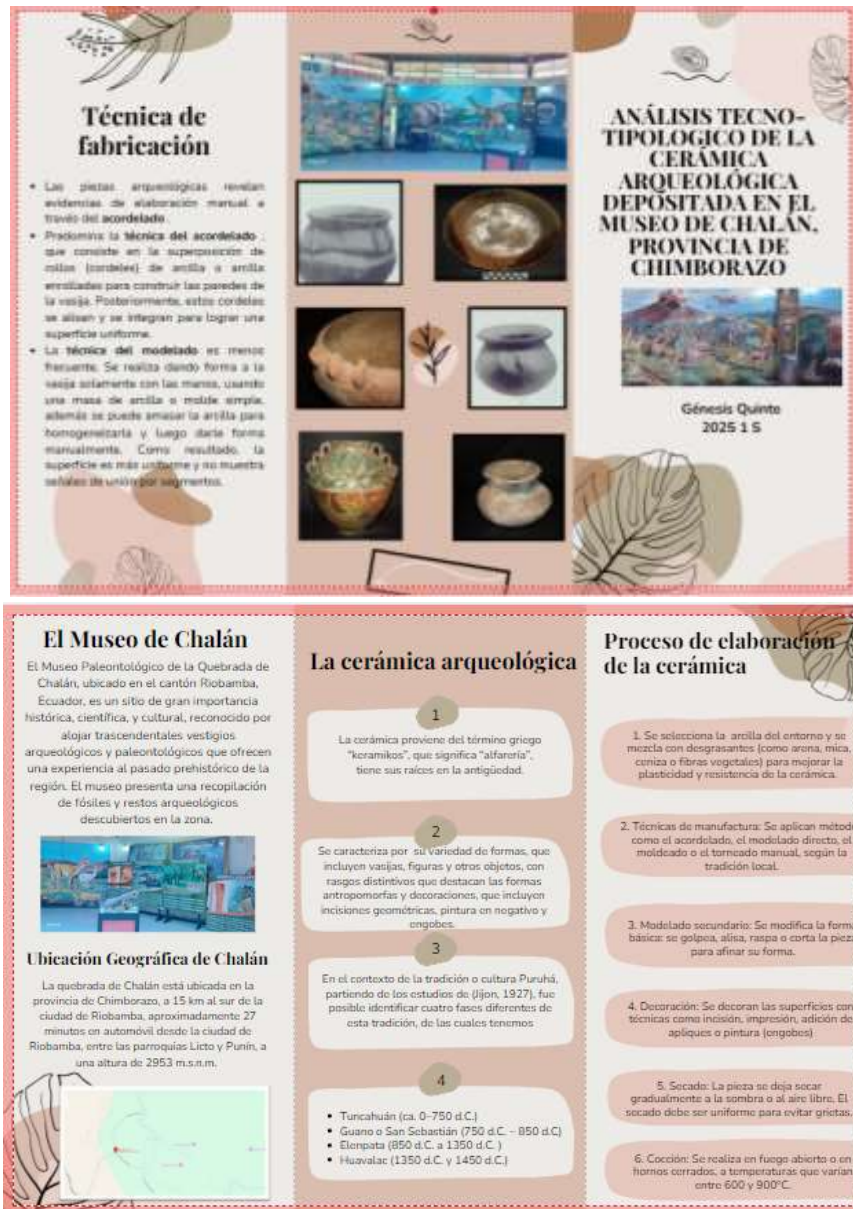 Técnica de
fabricación
• Las piezas arqueológicas revelan
evidencias de elaboración manual a
través del acordelado
• Predomina la técnica del acordelado ,
que consiste en la superposición de
rollos (cordeles) de arcilla o arcilla
enrolladas para construir las paredes de
la vasija. Posteriormente, estos cordeles
se alisan y se integran para lograr una
superficie uniforme.
• La técnica del modelado es menos
frecuente. Se realiza dando forma a la
vasija solamente con las manos, usando
una masa de arcilla o molde simple,
además se puede amasar la arcilla para
homogeneizarla y luego darle forma
manualmente. Como resultado, la
superficie es más uniforme y no muestra
señales de unión por segmentos.
ANÁLISIS TECNO-
TIPOLOGICO DE LA
CERÁMICA
ARQUEOLÓGICA
DEPOSITADA EN EL
MUSEO DE CHALÁN,
PROVINCIA DE
CHIMBORAZO
Génesis Quinte
2025 1 S
El Museo de Chalán
El Museo Paleontológico de la Quebrada de
Chalán, ubicado en el cantón Riobamba,
Ecuador, es un sitio de gran importancia
histórica, científica, y cultural, reconocido por
alojar trascendentales vestigios
arqueológicos y paleontológicos que ofrecen
una experiencia al pasado prehistórico de la
región. El museo presenta una recopilación
de fósiles y restos arqueológicos
descubiertos en la zona.
Ubicación Geográfica de Chalán
La quebrada de Chalán está ubicada en la
provincia de Chimborazo, a 15 km al sur de la
ciudad de Riobamba, aproximadamente 27
minutos en automóvil desde la ciudad de
Riobamba, entre las parroquias Licto y Punín, a
una altura de 2953 m.s.n.m.
La cerámica arqueológica
1
La cerámica proviene del término griego
“keramikos”, que significa “alfarería”,
tiene sus raíces en la antigüedad.
2
Se caracteriza por su variedad de formas, que
incluyen vasijas, figuras y otros objetos, con
rasgos distintivos que destacan las formas
antropomorfas y decoraciones, que incluyen
incisiones geométricas, pintura en negativo y
engobes.
3
En el contexto de la tradición o cultura Puruhá,
partiendo de los estudios de (Jijon, 1927), fue
posible identificar cuatro fases diferentes de
esta tradición, de las cuales tenemos
4
• Tuncahuán (ca. 0-750 d.C.)
• Guano o San Sebastián (750 d.C. – 850 d.C)
• Elenpata (850 d.C. a 1350 d.C. )
• Huavalac (1350 d.C. y 1450 d.C.)
Proceso de elaboración
de la cerámica
1. Se selecciona la arcilla del entorno y se
mezcla con desgrasantes (como arena, mica,
ceniza o fibras vegetales) para mejorar la
plasticidad y resistencia de la cerámica.
2. Técnicas de manufactura: Se aplican método
como el acordelado, el modelado directo, el
moldeado o el torneado manual, según la
tradición local.
3. Modelado secundario: Se modifica la forma
básica: se golpea, alisa, raspa o corta la pieza
para afinar su forma.
4. Decoración: Se decoran las superficies con
técnicas como incisión, impresión, adición de
apliques o pintura (engobes)
5. Secado: La pieza se deja secar
gradualmente a la sombra o al aire libre. El
secado debe ser uniforme para evitar grietas.
6. Cocción: Se realiza en fuego abierto o en
hornos cerrados, a temperaturas que varían
entre 600 y 900°C.